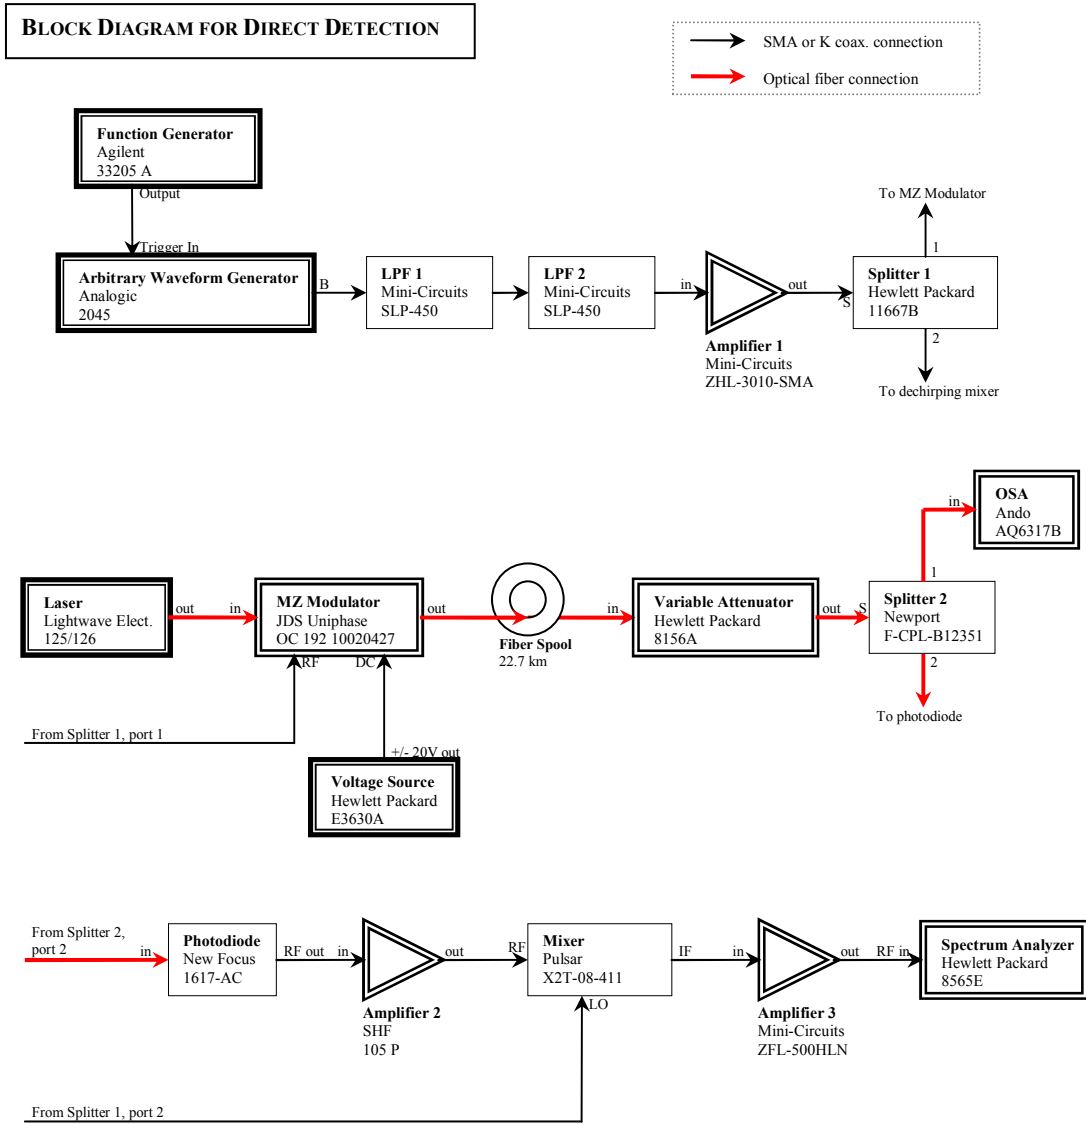 BLOCK DIAGRAM FOR DIRECT DETECTION
SMA or K coax. connection
Optical fiber connection
Function Generator
Agilent
33205 A
Output
Trigger In
Arbitrary Waveform Generator
Analogic
2045
B
LPF 1
Mini-Circuits
SLP-450
LPF 2
Mini-Circuits
SLP-450
in
out
Amplifier 1
Mini-Circuits
ZHL-3010-SMA
To MZ Modulator
1
S
Splitter 1
Hewlett Packard
11667B
2
To dechirping mixer
in
OSA
Ando
AQ6317B
Laser
Lightwave Elect.
125/126
out
in
MZ Modulator
JDS Uniphase
OC 192 10020427
out
RF
DC
Fiber Spool
22.7 km
in
Variable Attenuator
Hewlett Packard
8156A
out
S
1
Splitter 2
Newport
F-CPL-B12351
2
To photodiode
From Splitter 1, port 1
+/- 20V out
Voltage Source
Hewlett Packard
E3630A
From Splitter 2,
port 2
in
Photodiode
New Focus
1617-AC
RF out
in
out
Amplifier 2
SHF
105 P
RF
Mixer
Pulsar
X2T-08-411
IF
LO
in
out
Amplifier 3
Mini-Circuits
ZFL-500HLN
RF in
Spectrum Analyzer
Hewlett Packard
8565E
From Splitter 1, port 2